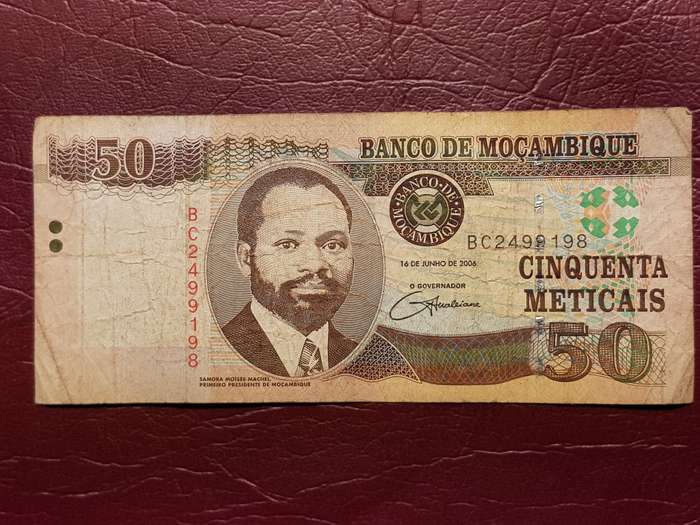 50
BANCO DE MOÇAMBIQUE
BANCO DE MOÇAMBIQUE
BC2499198
BC2499198
16 DE JUNHO DE 2006
O GOVERNADOR
CINQUENTA
METICAIS
50
SAMORA MOISÉS MACHEL,
PRIMEIRO PRESIDENTE DE MOÇAMBIQUE